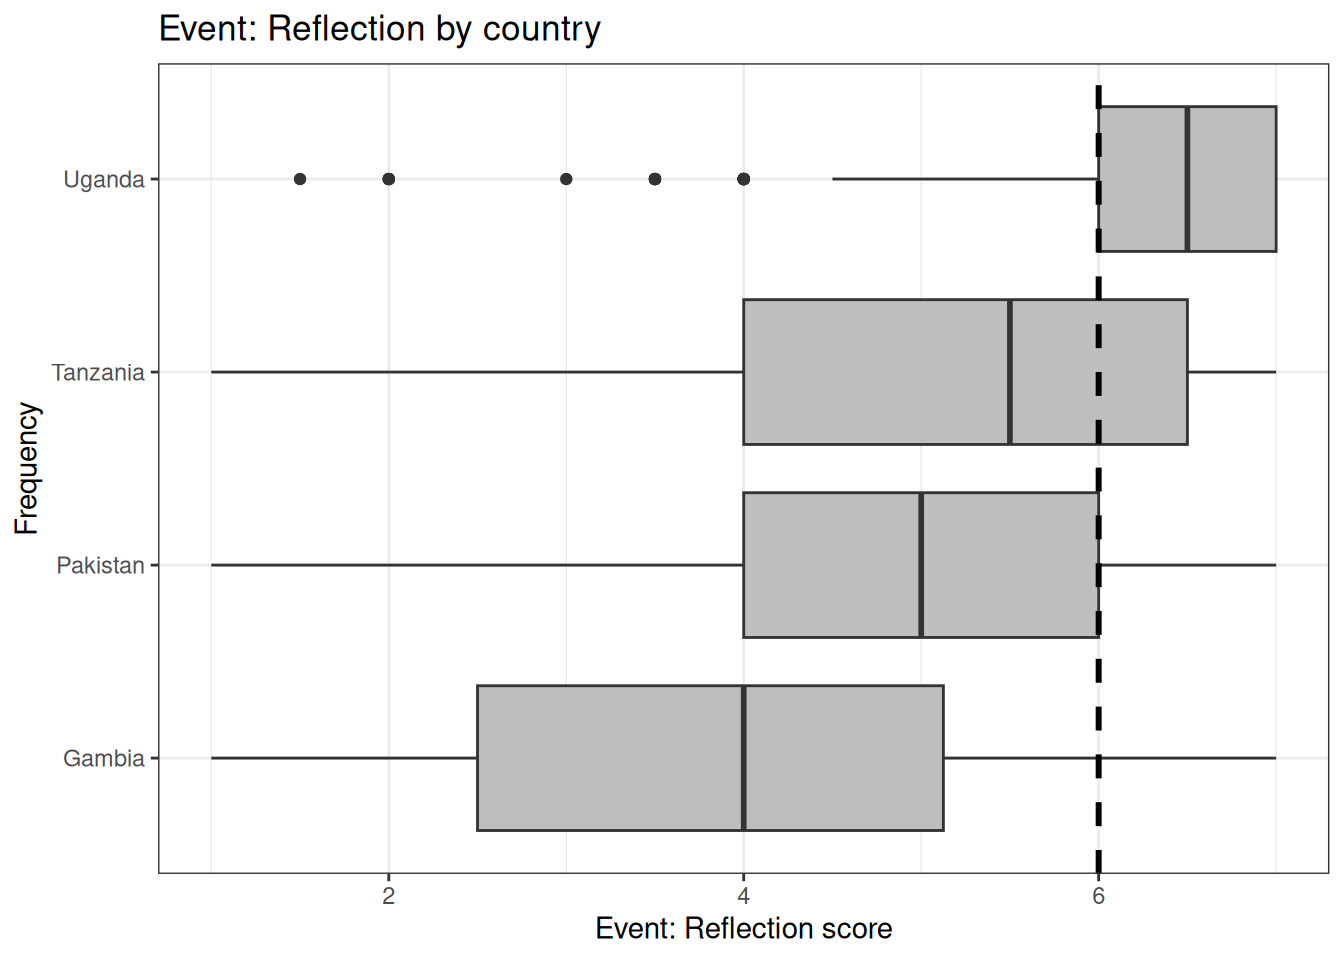 Event: Reflection by country
Uganda
Tanzania
Pakistan
Gambia
Frequency
2 4 6
Event: Reflection score